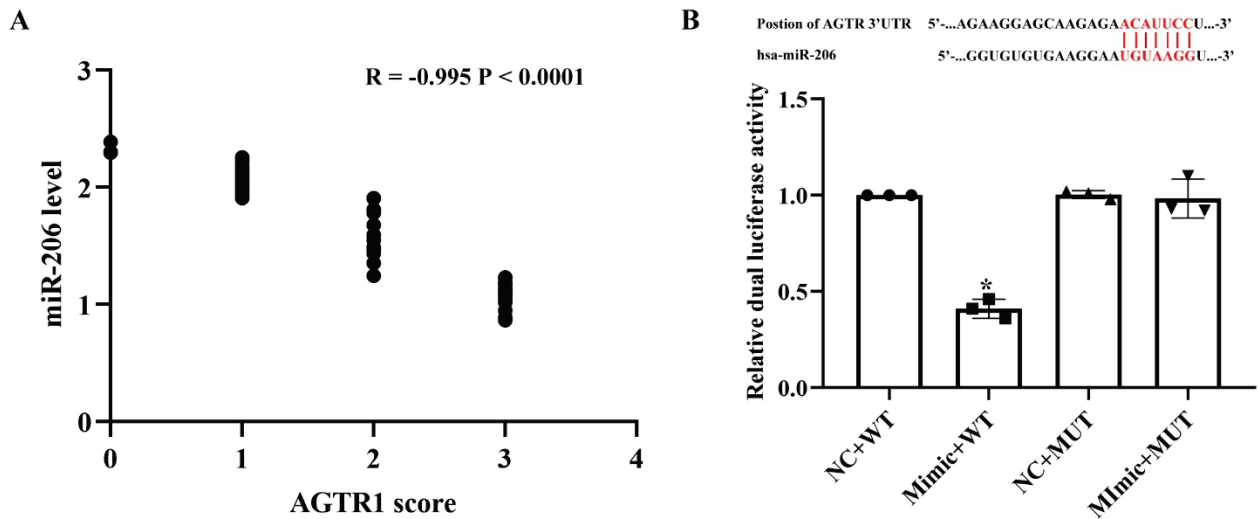 A
R = -0.995 P < 0.0001
miR-206 level
3
2
1
0
0 1 2 3 4
AGTR1 score
B
Postion of AGTR 3'UTR 5'-...AGAAGGAGCAAGAGAACAUUCCU...-3'
hsa-miR-206 5'-...GGUGUGUGAAGGAAUGUAAGGU...-3'
Relative dual luciferase activity
1.5
1.0
0.5
0.0
*
NC+WT
Mimic+WT
NC+MUT
MImic+MUT